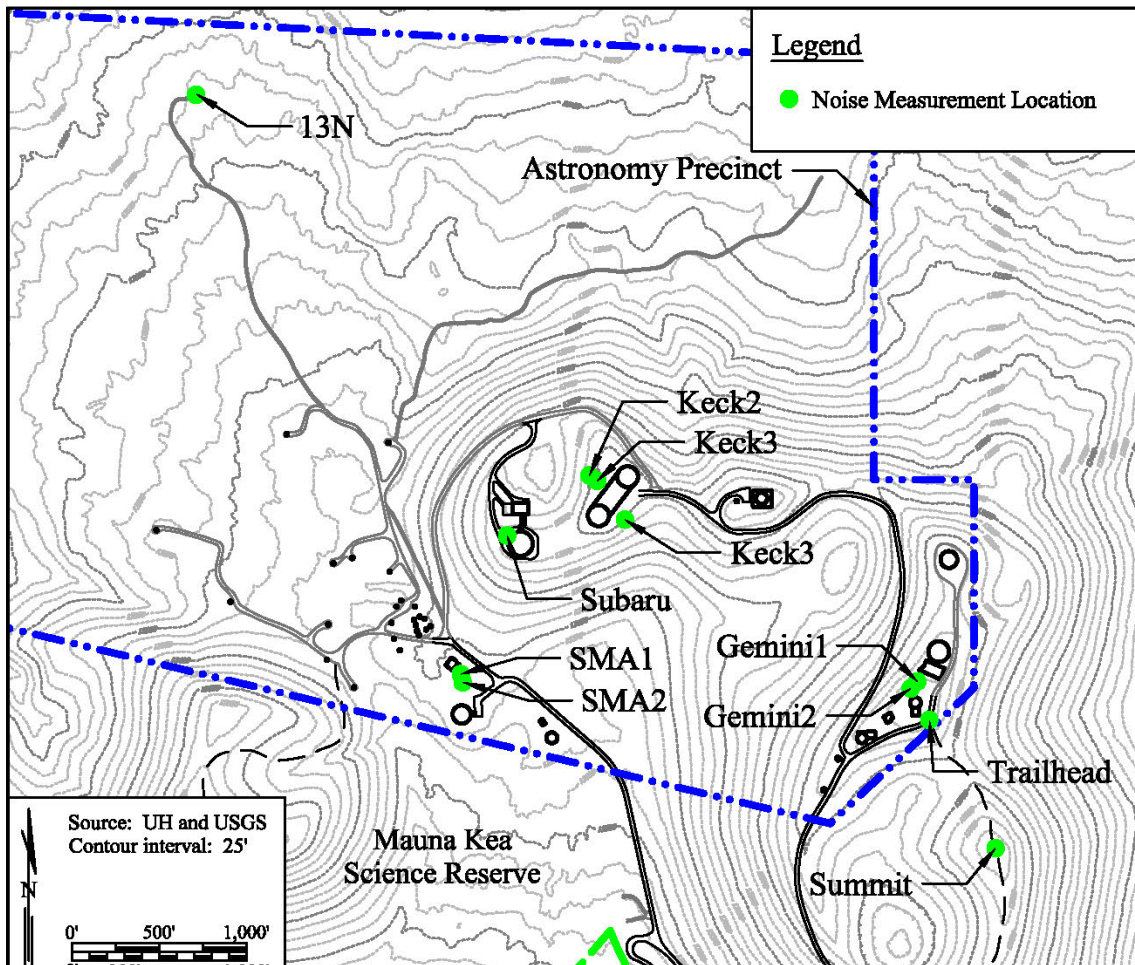 Legend
Noise Measurement Location
13N
Astronomy Precinct
Keck2
Keck3
Keck3
Subaru
SMA1
SMA2
Gemini1
Gemini2
Trailhead
Summit
Mauna Kea
Science Reserve
Source: UH and USGS
Contour interval: 25'
N
0' 500' 1,000'